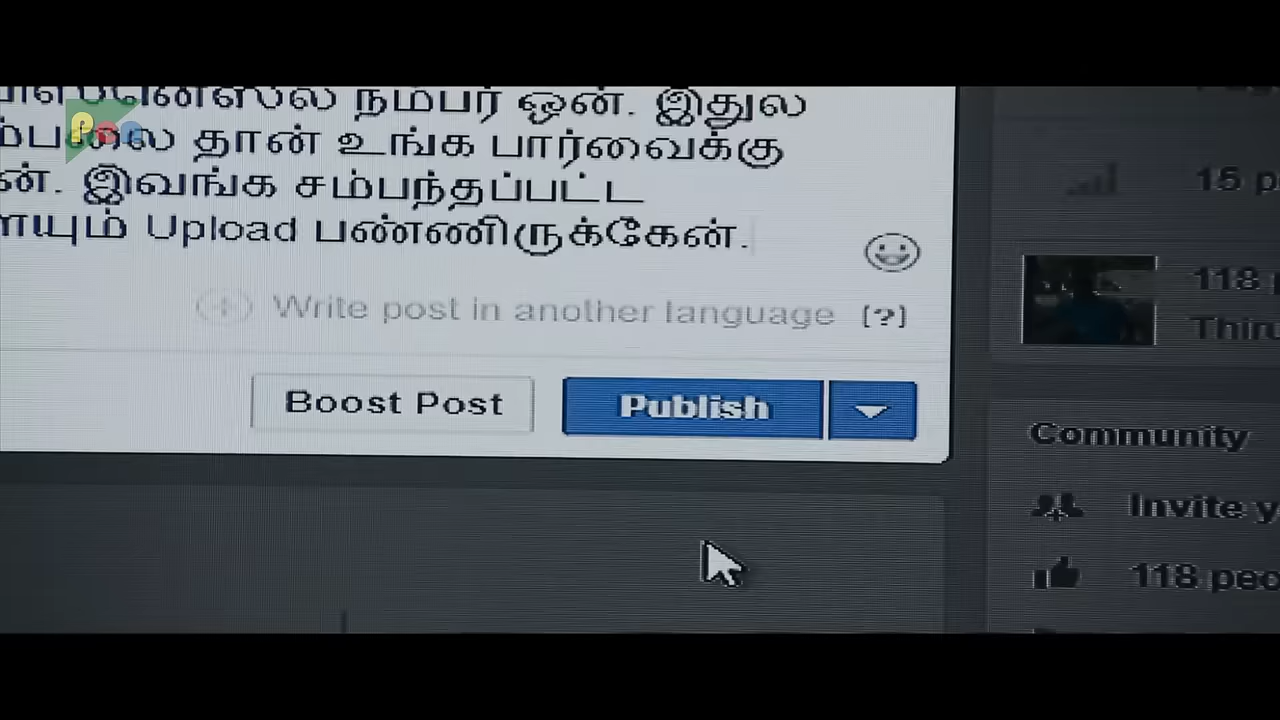 நம்பர் ஒன். இதுல
தான் உங்க பார்வைக்கு
இவங்க சம்பந்தப்பட்ட
Upload பண்ணிருக்கேன்.
Write post in another language [?]
Boost Post
Publish
15
118
Community
Invite
118